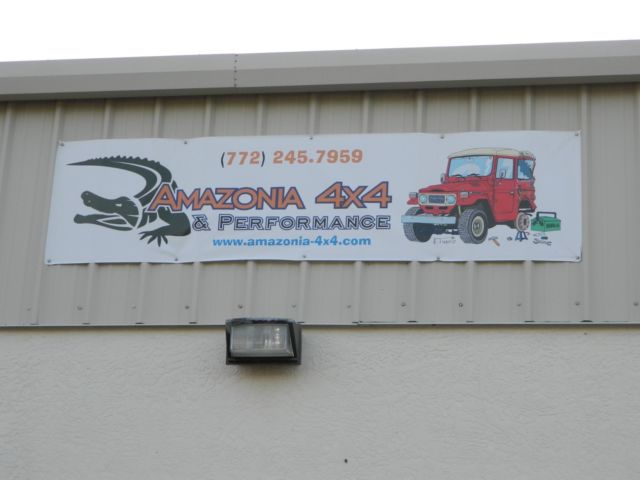 (772) 245.7959
AMAZONIA 4X4
& PERFORMANCE
www.amazonia-4x4.com